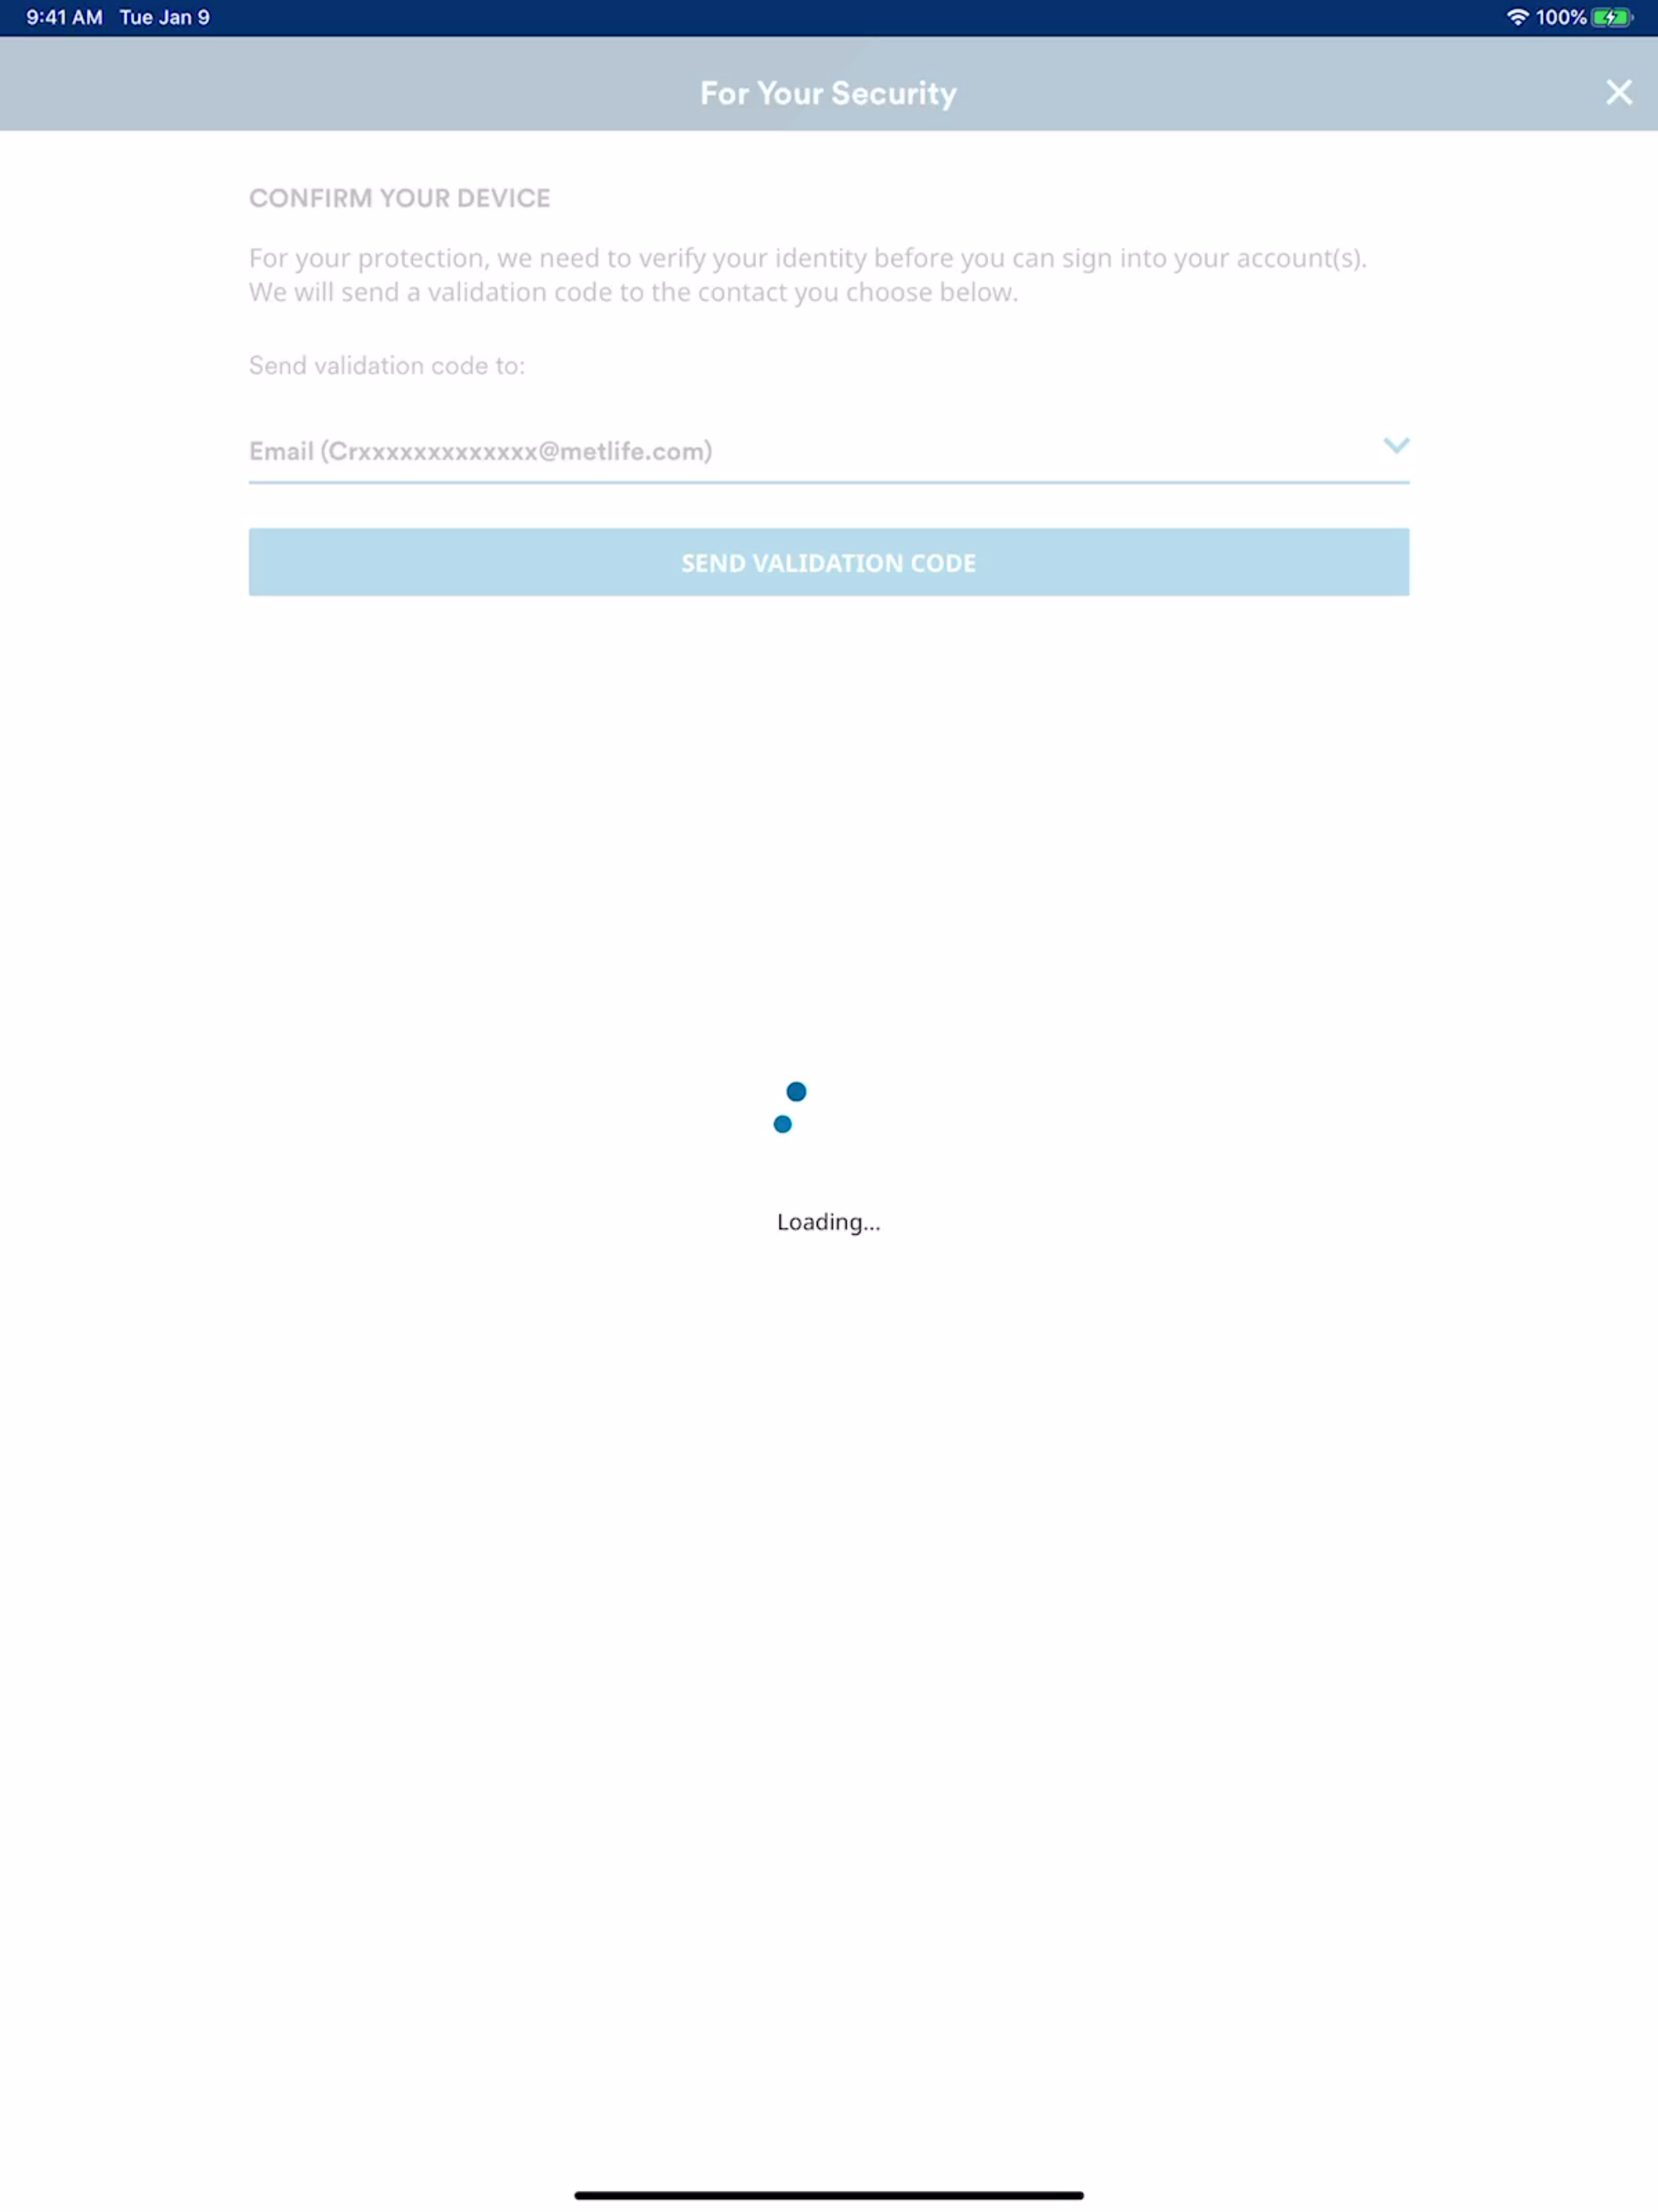 9:41 AM Tue Jan 9 100%
For Your Security
CONFIRM YOUR DEVICE
For your protection, we need to verify your identity before you can sign into your account(s).
We will send a validation code to the contact you choose below.
Send validation code to:
Email (Crxxxxxxxxxxxxx@metlife.com)
SEND VALIDATION CODE
Loading...